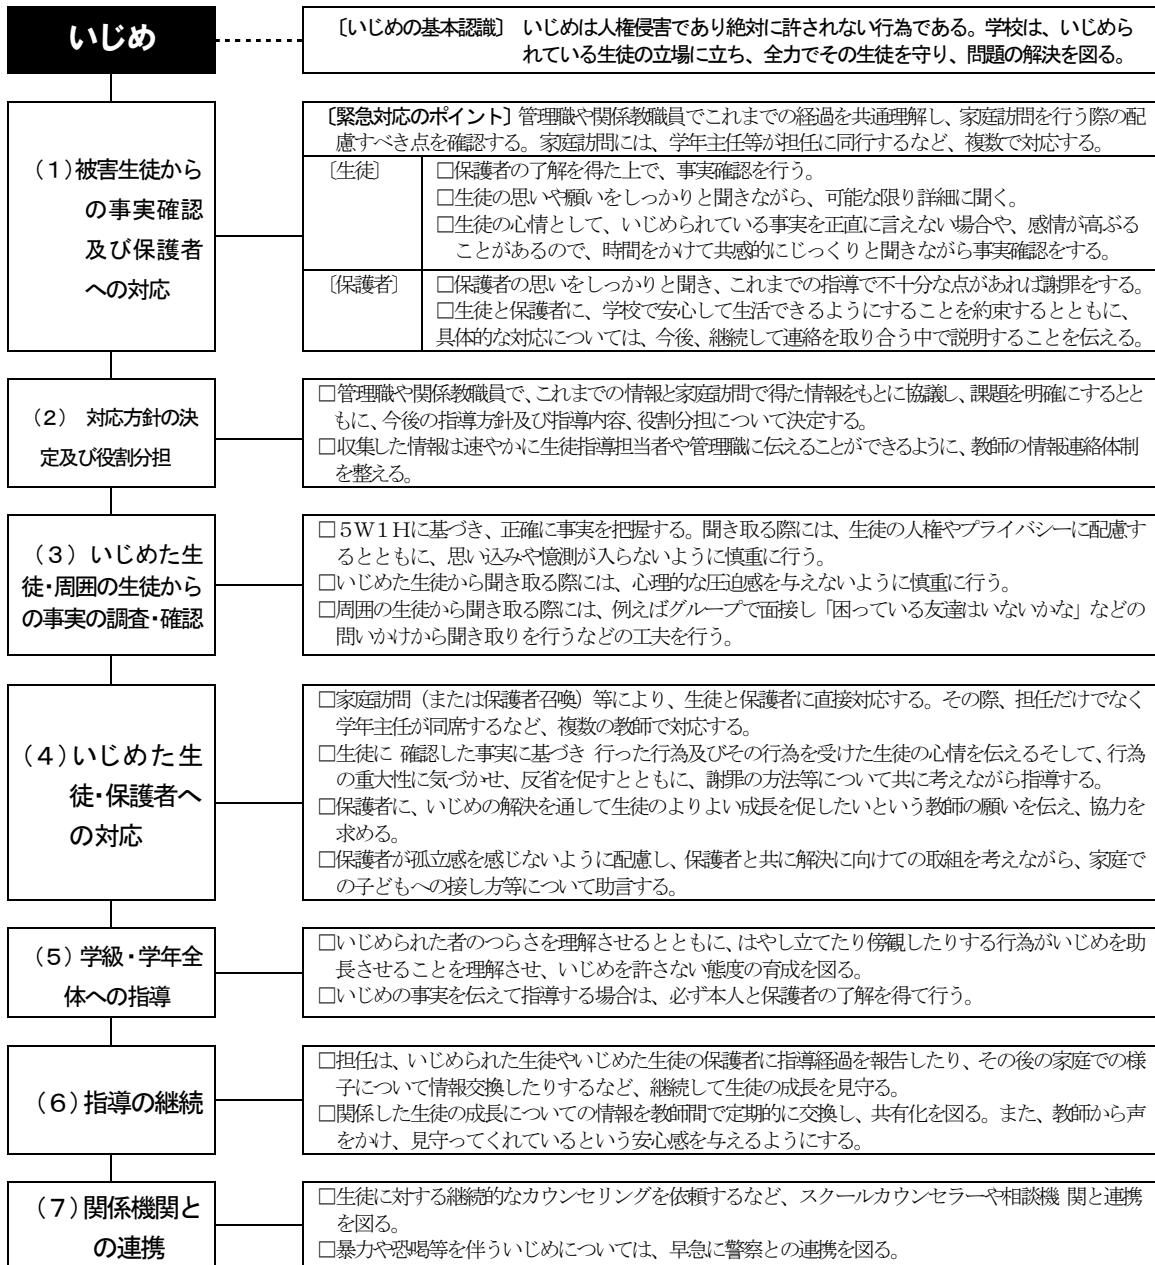 いじめ
〔いじめの基本認識〕 いじめは人権侵害であり絶対に許されない行為である。学校は、いじめら
れている生徒の立場に立ち、全力でその生徒を守り、問題の解決を図る。
(1)被害生徒から
の事実確認
及び保護者
への対応
〔緊急対応のポイント〕管理職や関係教職員でこれまでの経過を共通理解し、家庭訪問を行う際の配
慮すべき点を確認する。家庭訪問には、学年主任等が担任に同行するなど、複数で対応する。
〔生徒〕
□保護者の了解を得た上で、事実確認を行う。
□生徒の思いや願いをしっかりと聞きながら、可能な限り詳細に聞く。
□生徒の心情として、いじめられている事実を正直に言えない場合や、感情が高ぶる
ことがあるので、時間をかけて共感的にじっくりと聞きながら事実確認をする。
〔保護者〕
□保護者の思いをしっかりと聞き、これまでの指導で不十分な点があれば謝罪をする。
□生徒と保護者に、学校で安心して生活できるようにすることを約束するとともに、
具体的な対応については、今後、継続して連絡を取り合う中で説明することを伝える。
(2) 対応方針の決
定及び役割分担
□管理職や関係教職員で、これまでの情報と家庭訪問で得た情報をもとに協議し、課題を明確にするとと
もに、今後の指導方針及び指導内容、役割分担について決定する。
□収集した情報は速やかに生徒指導担当者や管理職に伝えることができるように、教師の情報連絡体制
を整える。
(3) いじめた生
徒・周囲の生徒から
の事実の調査・確認
□5W1Hに基づき、正確に事実を把握する。聞き取る際には、生徒の人権やプライバシーに配慮す
るとともに、思い込みや憶測が入らないように慎重に行う。
□いじめた生徒から聞き取る際には、心理的な圧迫感を与えないように慎重に行う。
□周囲の生徒から聞き取る際には、例えばグループで面接し「困っている友達はいないかな」などの
問いかけから聞き取りを行うなどの工夫を行う。
(4)いじめた生
徒・保護者へ
の対応
□家庭訪問(または保護者召喚)等により、生徒と保護者に直接対応する。その際、担任だけでなく
学年主任が同席するなど、複数の教師で対応する。
□生徒に 確認した事実に基づき 行った行為及びその行為を受けた生徒の心情を伝えるそして、行為
の重大性に気づかせ、反省を促すとともに、謝罪の方法等について共に考えながら指導する。
□保護者に、いじめの解決を通して生徒のよりよい成長を促したいという教師の願いを伝え、協力を
求める。
□保護者が孤立感を感じないように配慮し、保護者と共に解決に向けての取組を考えながら、家庭で
の子どもへの接し方等について助言する。
(5) 学級・学年全
体への指導
□いじめられた者のつらさを理解させるとともに、はやし立てたり傍観したりする行為がいじめを助
長させることを理解させ、いじめを許さない態度の育成を図る。
□いじめの事実を伝えて指導する場合は、必ず本人と保護者の了解を得て行う。
(6)指導の継続
□担任は、いじめられた生徒やいじめた生徒の保護者に指導経過を報告したり、その後の家庭での様
子について情報交換したりするなど、継続して生徒の成長を見守る。
□関係した生徒の成長についての情報を教師間で定期的に交換し、共有化を図る。また、教師から声
をかけ、見守ってくれているという安心感を与えるようにする。
(7)関係機関と
の連携
□生徒に対する継続的なカウンセリングを依頼するなど、スクールカウンセラーや相談機 関と連携
を図る。
□暴力や恐喝等を伴ういじめについては、早急に警察との連携を図る。